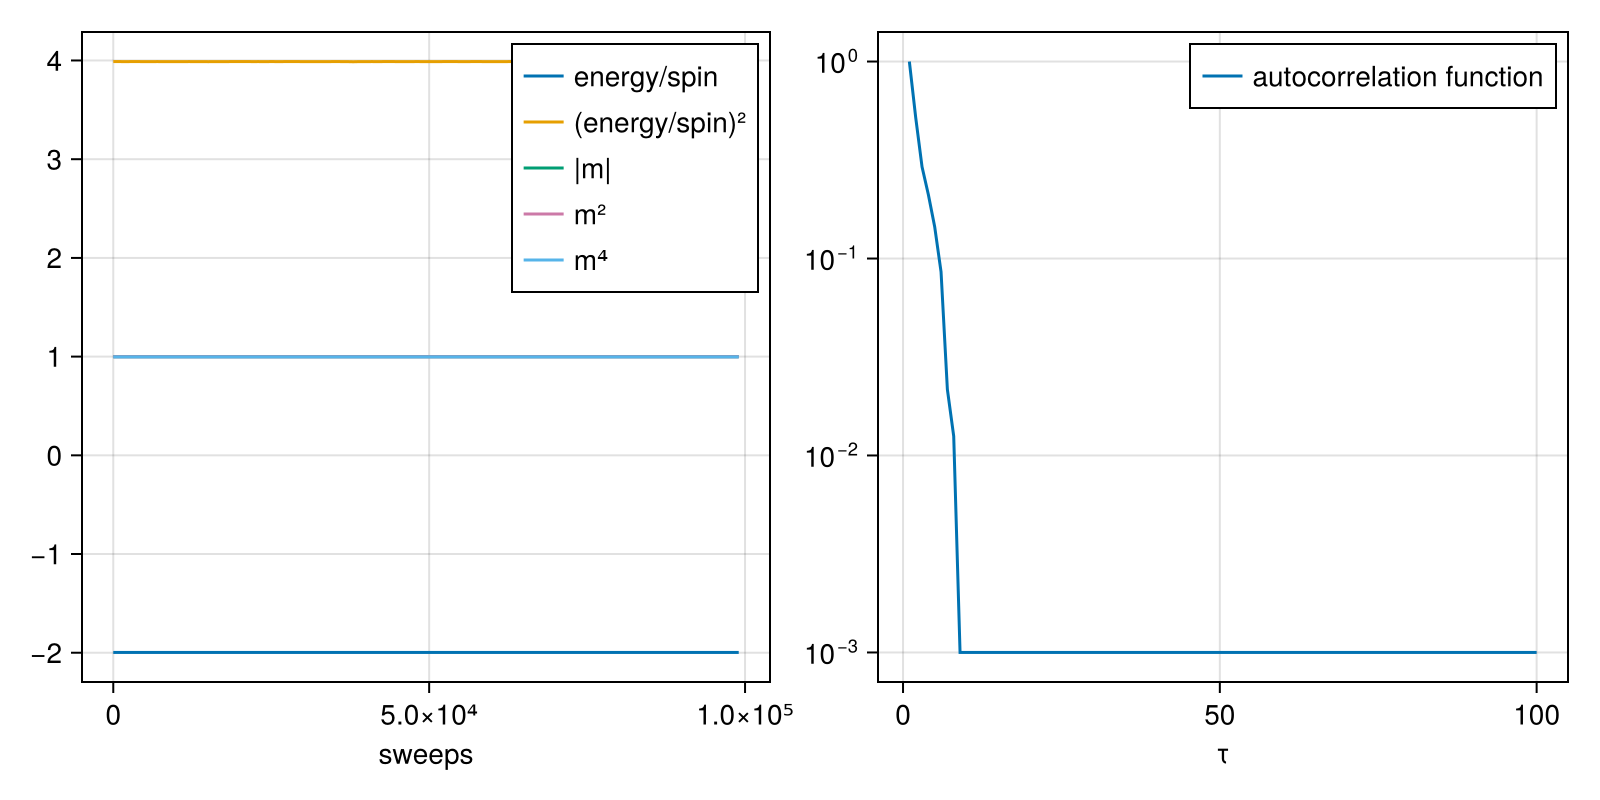 4
3
2
1
0
−1
−2
energy/spin
(energy/spin)²
|m|
m²
m⁴
0
5.0×10⁴
1.0×10⁵
sweeps
10⁰
10⁻¹
10⁻²
10⁻³
autocorrelation function
0
50
100
τ